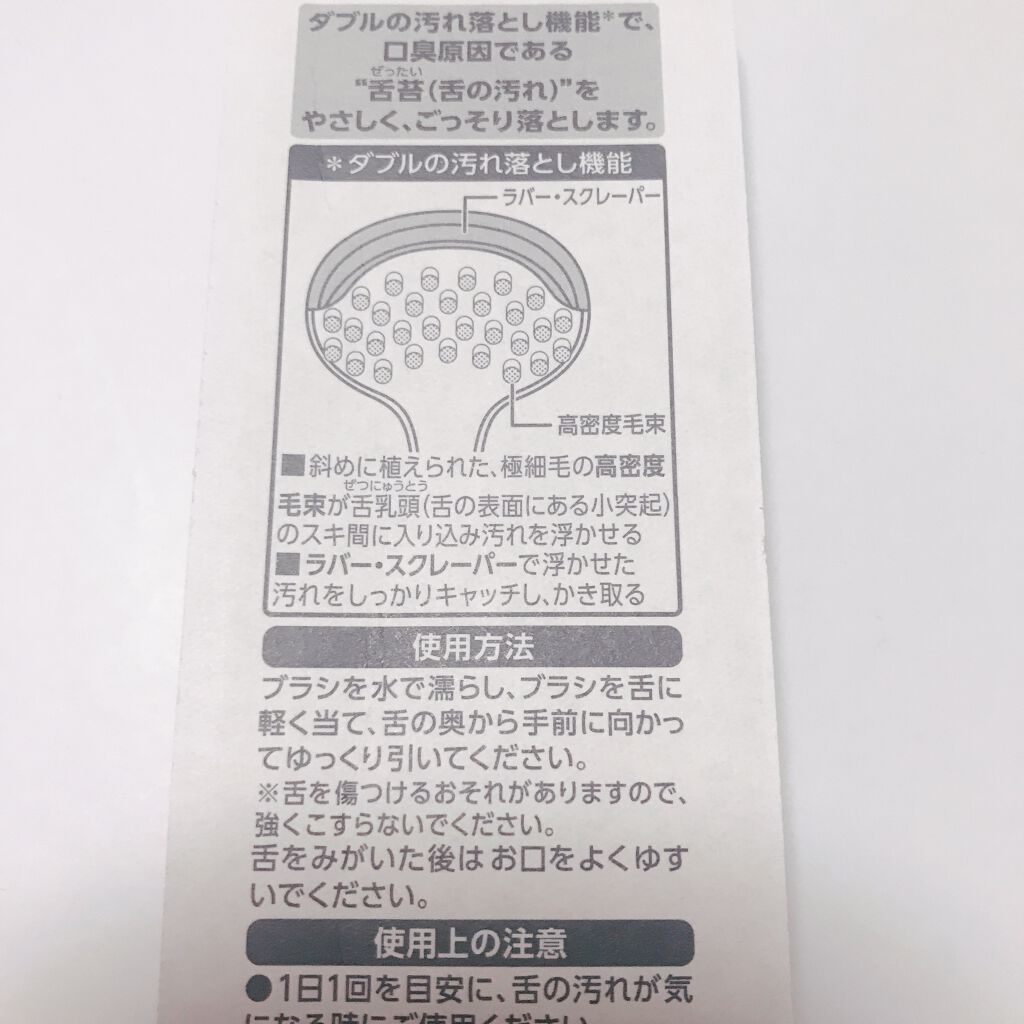 ダブルの汚れ落とし機能*で、
口臭原因である
ぜったい
“舌苔(舌の汚れ)”を
やさしく、ごっそり落とします。
*ダブルの汚れ落とし機能
ラバー・スクレーパー
高密度毛束
■斜めに植えられた、極細毛の高密度
ぜつにゅうとう
毛束が舌乳頭(舌の表面にある小突起)
のスキ間に入り込み汚れを浮かせる
■ラバー・スクレーパーで浮かせた
汚れをしっかりキャッチし、かき取る
使用方法
ブラシを水で濡らし、ブラシを舌に
軽く当て、舌の奥から手前に向かっ
てゆっくり引いてください。
※舌を傷つけるおそれがありますので、
強くこすらないでください。
舌をみがいた後はお口をよくゆす
いでください。
使用上の注意
●1日1回を目安に、舌の汚れが気
になる時にご使用ください